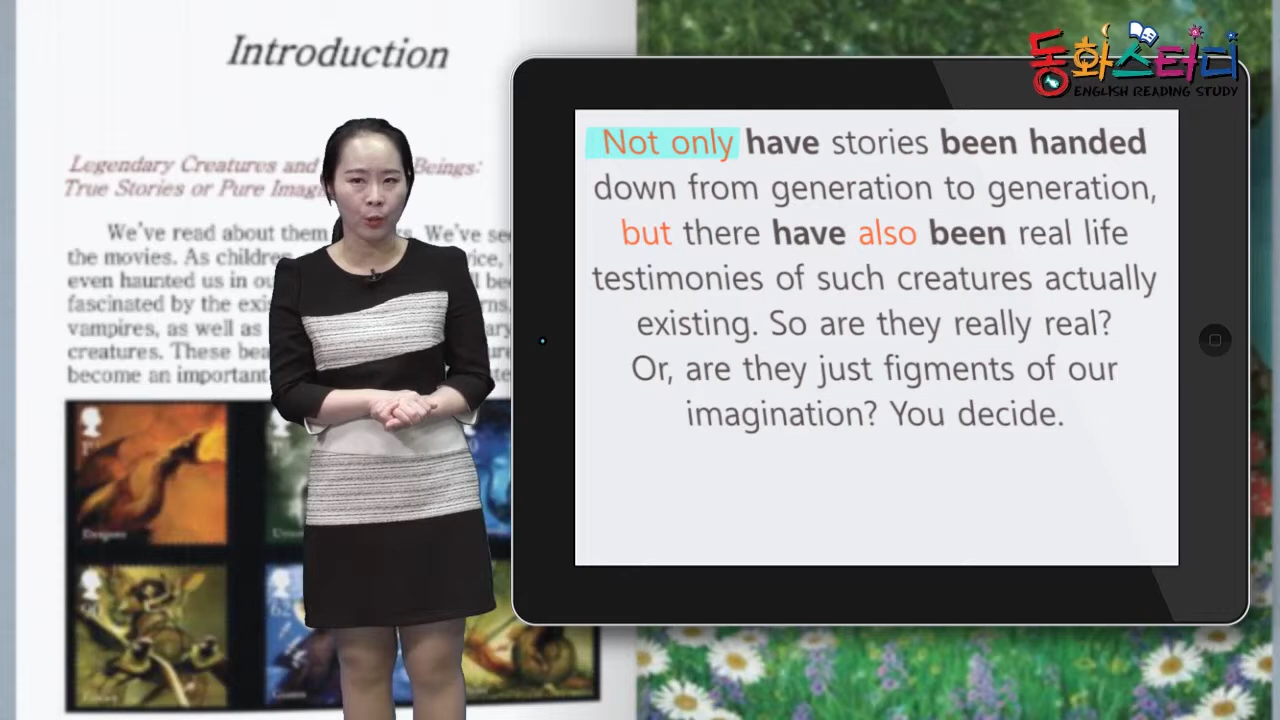 Introduction
Legendary Creatures and Beings:
True Stories or Pure
We've read about them We've
the movies. As children
even haunted us in
fascinated by the
vampires, as well as
creatures. These
become an important
동화스터디
ENGLISH READING STUDY
Not only have stories been handed
down from generation to generation,
but there have also been real life
testimonies of such creatures actually
existing. So are they really real?
Or, are they just figments of our
imagination? You decide.